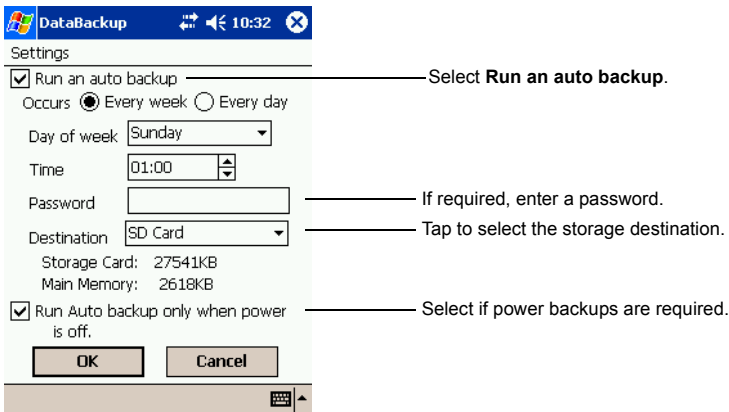 DataBackup 10:32
Settings
Run an auto backup
Select Run an auto backup.
Occurs Every week Every day
Day of week Sunday
Time 01:00
Password
If required, enter a password.
Destination SD Card
Tap to select the storage destination.
Storage Card: 27541KB
Main Memory: 2618KB
Run Auto backup only when power
is off.
Select if power backups are required.
OK Cancel